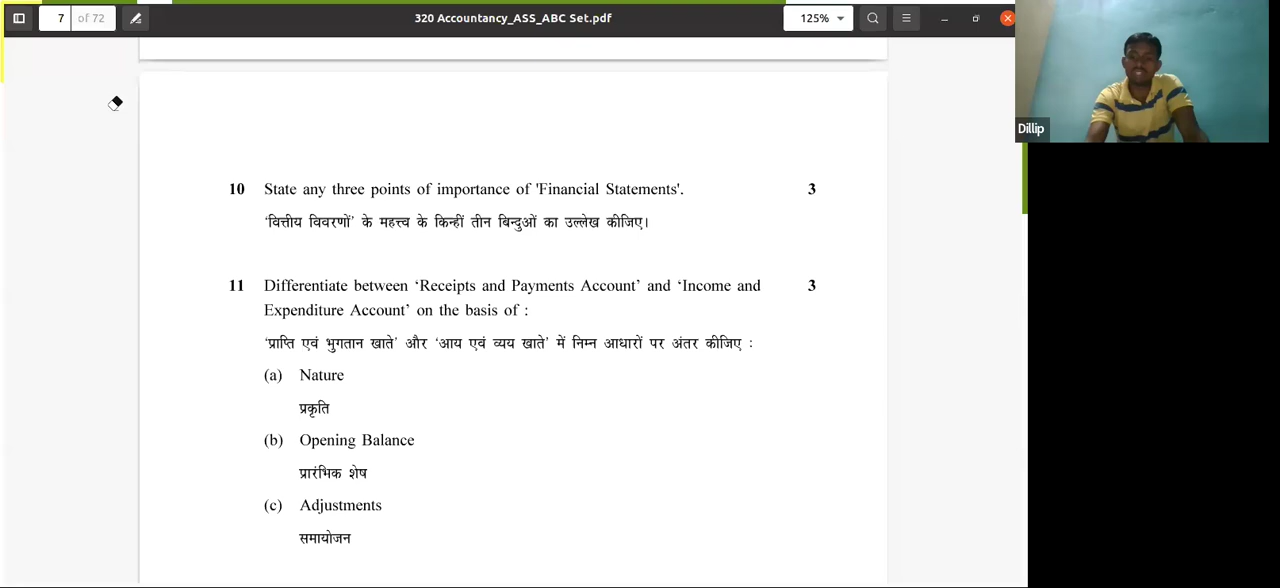 7 of 72
320 Accountancy_ASS_ABC Set.pdf
125%
Dillip
10 State any three points of importance of 'Financial Statements'. 3
'वित्तीय विवरणों' के महत्त्व के किन्हीं तीन बिन्दुओं का उल्लेख कीजिए।
11 Differentiate between ‘Receipts and Payments Account’ and ‘Income and 3
Expenditure Account’ on the basis of :
‘प्राप्ति एवं भुगतान खाते’ और ‘आय एवं व्यय खाते’ में निम्न आधारों पर अंतर कीजिए :
(a) Nature
प्रकृति
(b) Opening Balance
प्रारंभिक शेष
(c) Adjustments
समायोजन